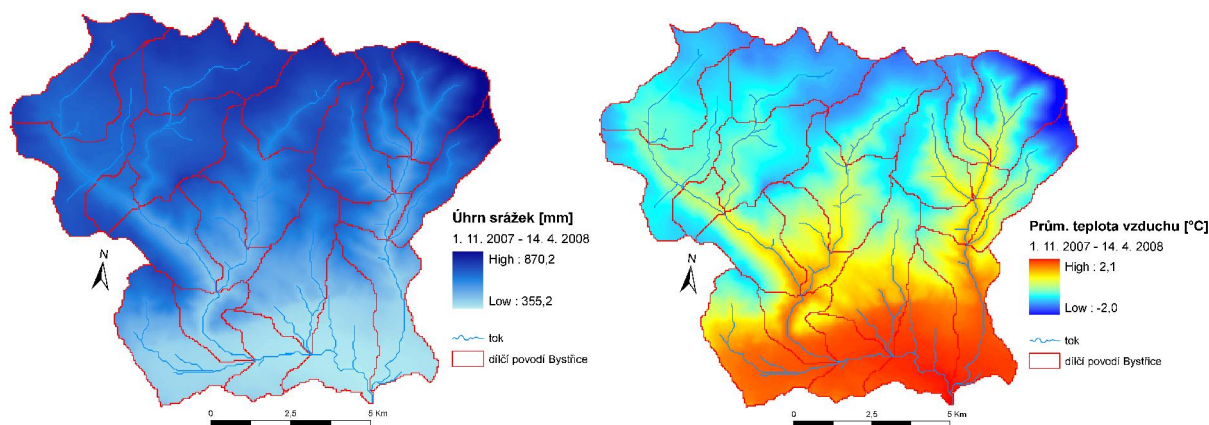 Úhrn srážek [mm]
1. 11. 2007 - 14. 4. 2008
High : 870,2
Low : 355,2
tok
dílčí povodí Bystřice
N
0 2,5 5 Km
Prům. teplota vzduchu [°C]
1. 11. 2007 - 14. 4. 2008
High : 2,1
Low : -2,0
tok
dílčí povodí Bystřice
N
0 2,5 5 Km